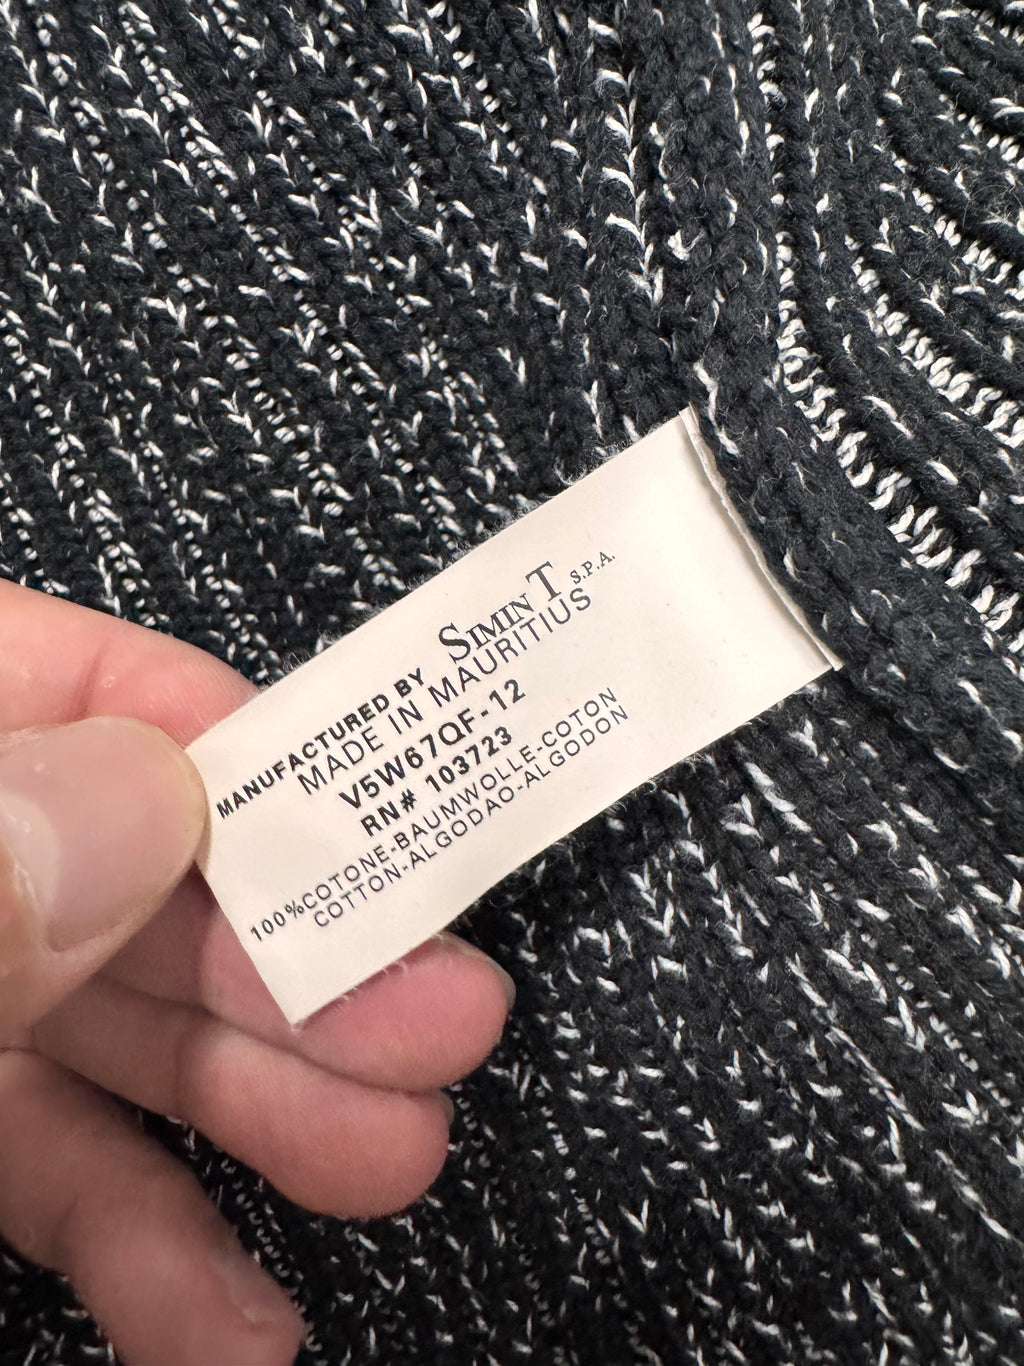 MANUFACTURED BY SIMINT S.P.A.
MADE IN MAURITIUS
V5W67QF-12
RN# 103723
100%COTONE-BAUMWOLLE-COTON
COTTON-ALGODAO-ALGODON